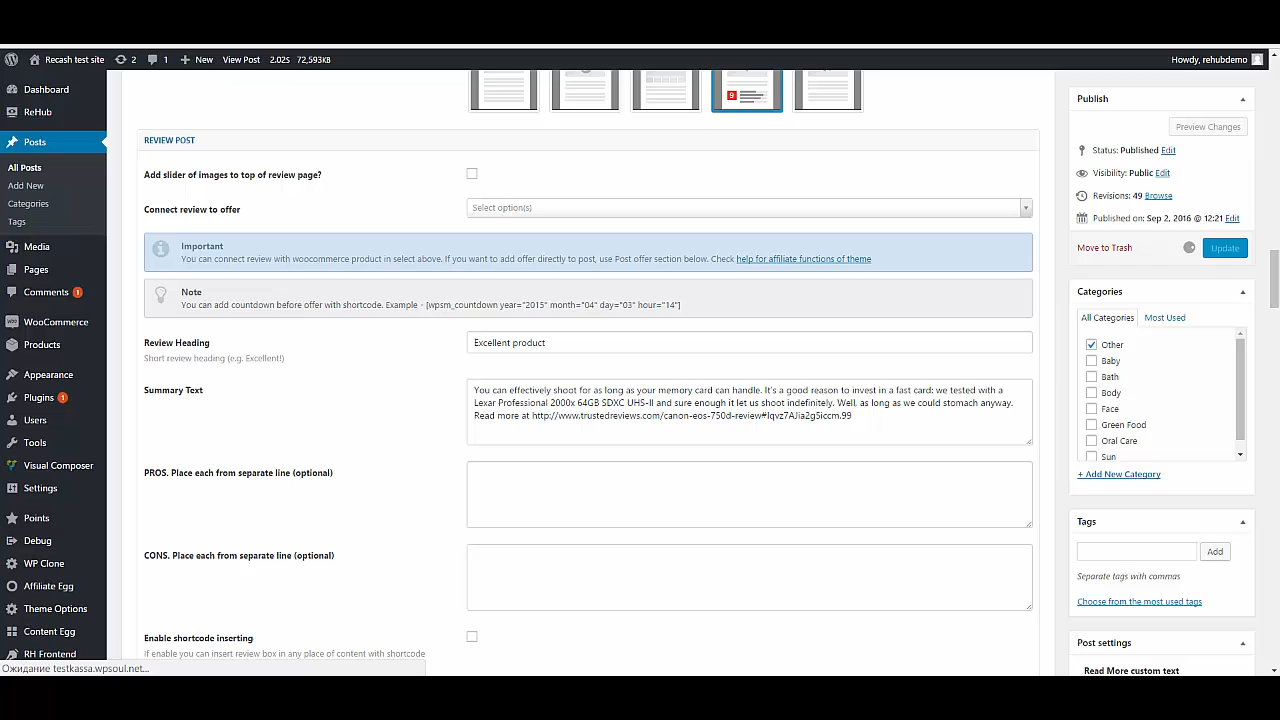 Recash test site
2
1
New
View Post
2.02S
72,593kB
Howdy, rehubdemo
Dashboard
ReHub
Posts
All Posts
Add New
Categories
Tags
Media
Pages
Comments 1
WooCommerce
Products
Appearance
Plugins 1
Users
Tools
Visual Composer
Settings
Points
Debug
WP Clone
Affiliate Egg
Theme Options
Content Egg
RH Frontend
Ожидание testkassa.wpsoul.net...
9
REVIEW POST
Add slider of images to top of review page?
Connect review to offer
Select option(s)
Important
You can connect review with woocommerce product in select above. If you want to add offer directly to post, use Post offer section below. Check help for affiliate functions of theme
Note
You can add countdown before offer with shortcode. Example - [wpsm_countdown year="2015" month="04" day="03" hour="14"]
Review Heading
Short review heading (e.g. Excellent!)
Excellent product
Summary Text
You can effectively shoot for as long as your memory card can handle. It's a good reason to invest in a fast card: we tested with a
Lexar Professional 2000x 64GB SDXC UHS-II and sure enough it let us shoot indefinitely. Well, as long as we could stomach anyway.
Read more at http://www.trustedreviews.com/canon-eos-750d-review#Iqvz7AJia2g5iccm.99
PROS. Place each from separate line (optional)
CONS. Place each from separate line (optional)
Enable shortcode inserting
If enable you can insert review box in any place of content with shortcode
Publish
Preview Changes
Status: Published Edit
Visibility: Public Edit
Revisions: 49 Browse
Published on: Sep 2, 2016 @ 12:21 Edit
Move to Trash
Update
Categories
All Categories
Most Used
Other
Baby
Bath
Body
Face
Green Food
Oral Care
Sun
+ Add New Category
Tags
Add
Separate tags with commas
Choose from the most used tags
Post settings
Read More custom text